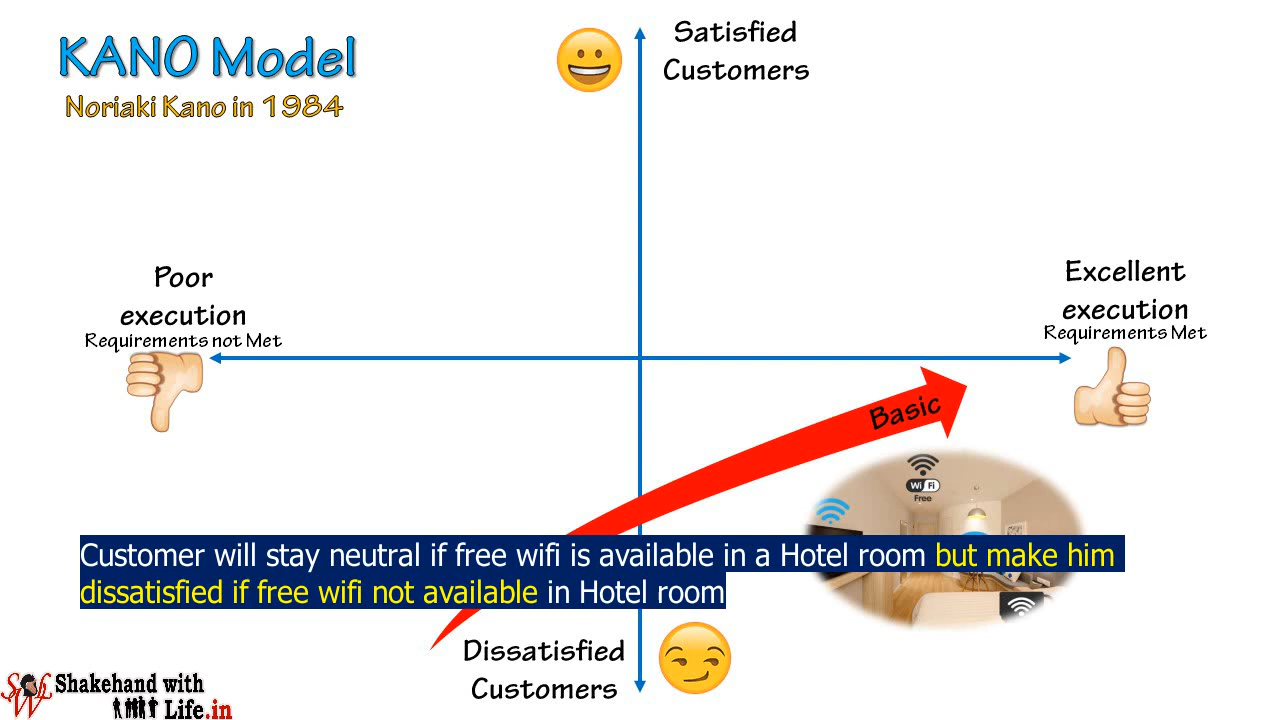 KANO Model
Noriaki Kano in 1984
Satisfied
Customers
Poor
execution
Requirements not Met
Excellent
execution
Requirements Met
Basic
Wi Fi
Free
Customer will stay neutral if free wifi is available in a Hotel room but make him
dissatisfied if free wifi not available in Hotel room
Dissatisfied
Customers
SWL
Shakehand with
Life.in